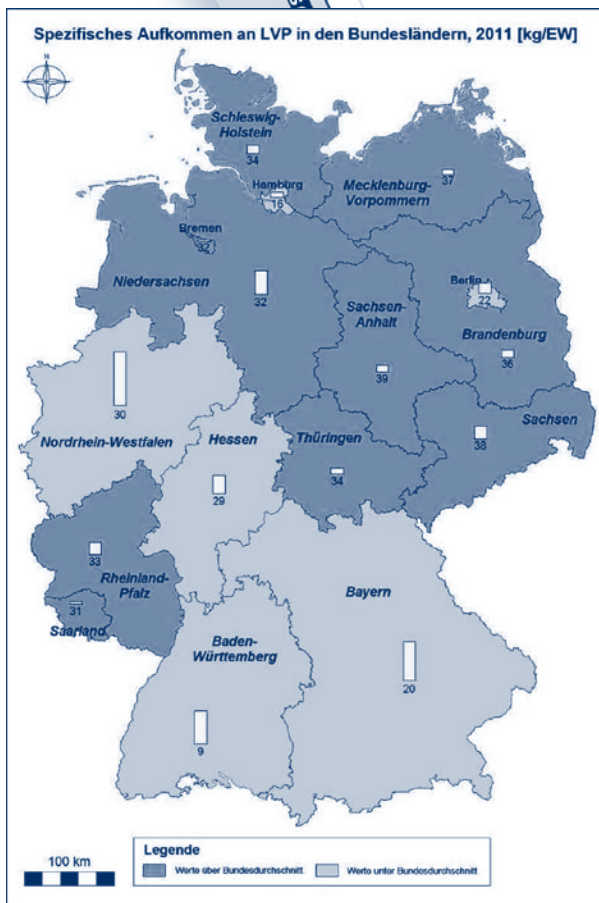 Spezifisches Aufkommen an LVP in den Bundesländern, 2011 [kg/EW]
N
Schleswig-
Holstein
34
Hamburg
16
Mecklenburg-
Vorpommern
37
Bremen
32
Niedersachsen
32
Berlin
22
Sachsen-
Anhalt
39
Brandenburg
36
30
Nordrhein-Westfalen
Hessen
29
Thüringen
34
Sachsen
38
33
Rheinland-
Pfalz
31
Saarland
Bayern
20
Baden-
Württemberg
9
100 km
Legende
Werte über Bundesdurchschnitt
Werte unter Bundesdurchschnitt